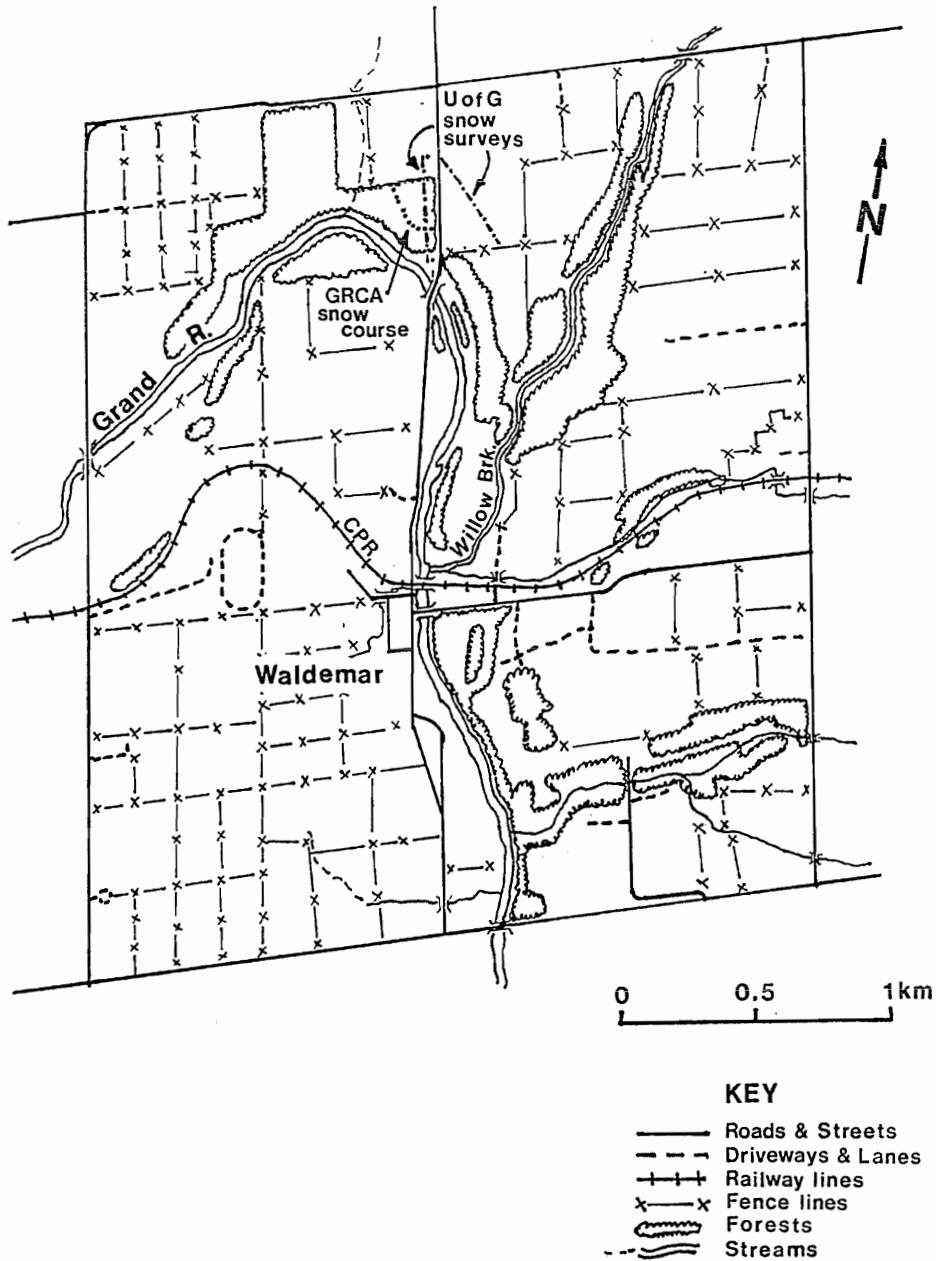 U of G
snow
surveys
N
GRCA
snow
course
Grand R.
Willow Brk.
CPR
Waldemar
0 0.5 1km
KEY
Roads & Streets
Driveways & Lanes
Railway lines
Fence lines
Forests
Streams